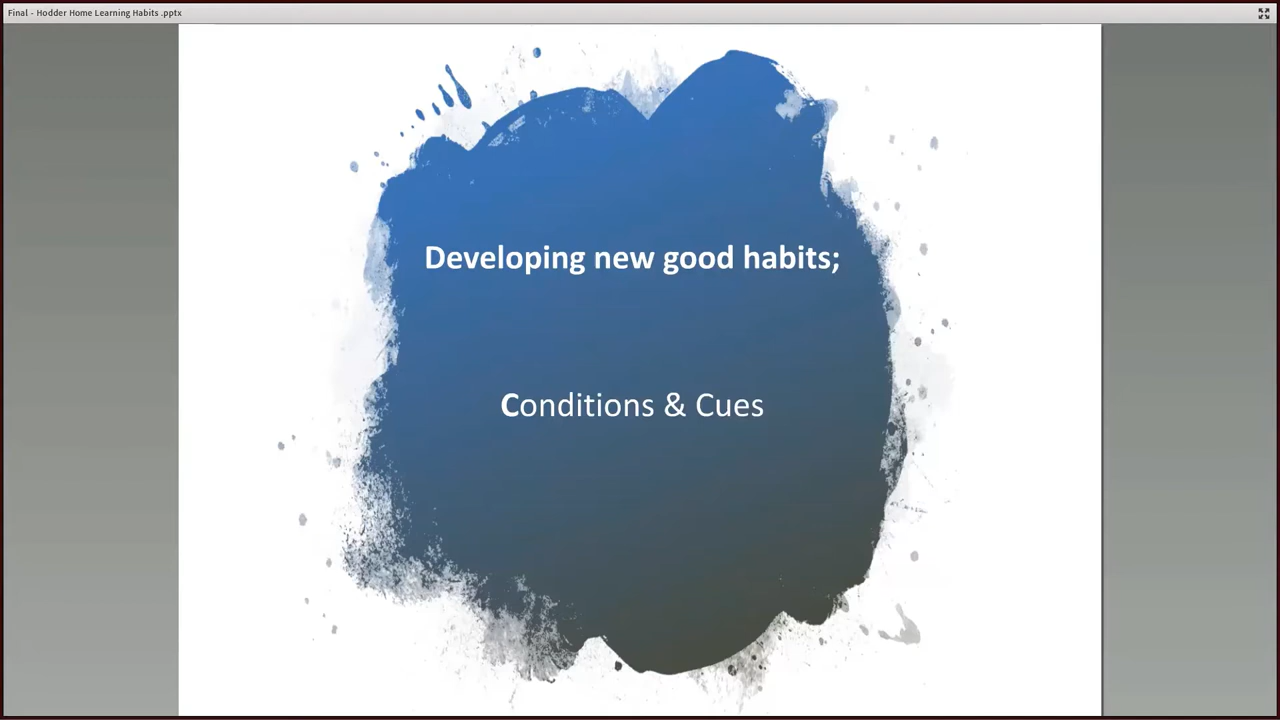 Final - Hodder Home Learning Habits .pptx
Developing new good habits;
Conditions & Cues